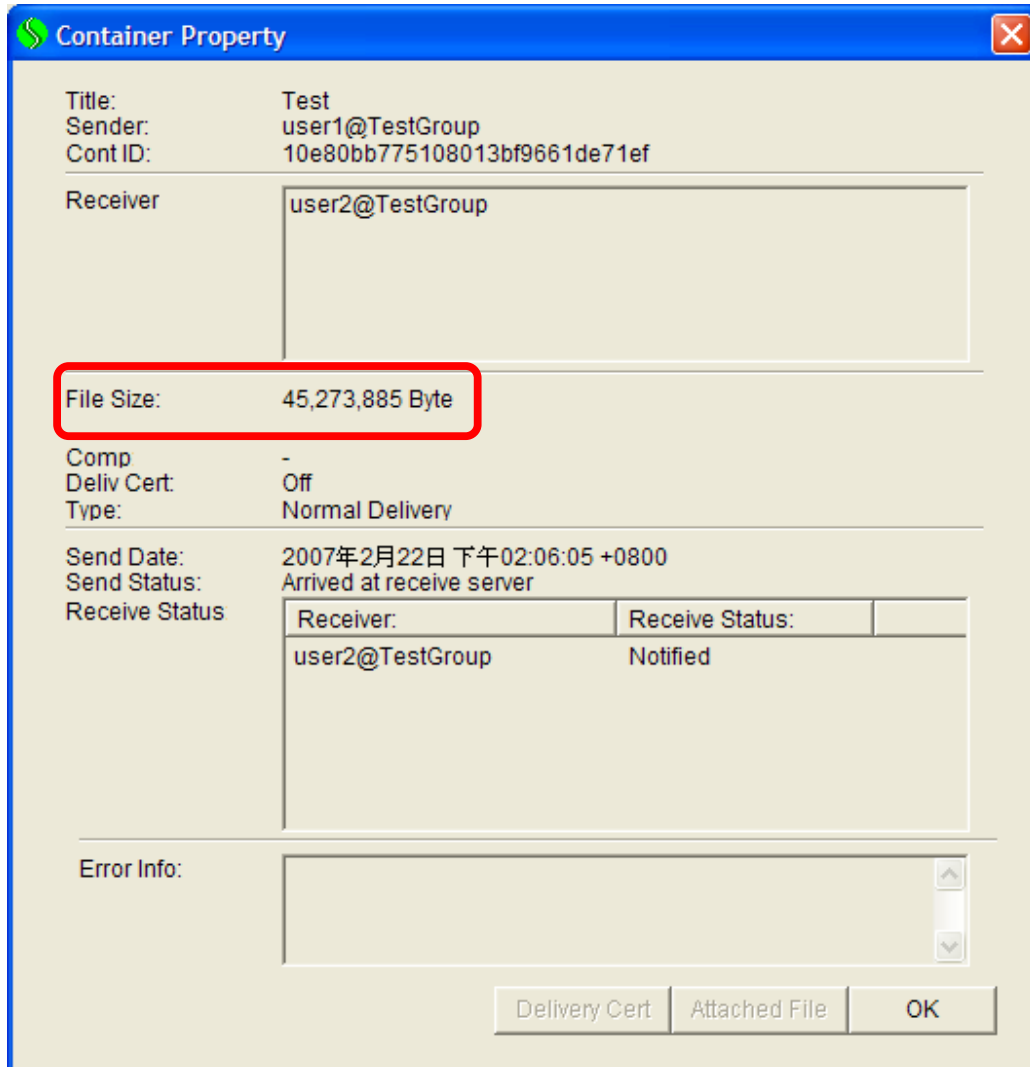 Container Property
Title: Test
Sender: user1@TestGroup
Cont ID: 10e80bb775108013bf9661de71ef
Receiver user2@TestGroup
File Size: 45,273,885 Byte
Comp -
Deliv Cert: Off
Type: Normal Delivery
Send Date: 2007年2月22日 下午02:06:05 +0800
Send Status: Arrived at receive server
Receive Status Receiver: Receive Status:
user2@TestGroup Notified
Error Info:
Delivery Cert Attached File OK